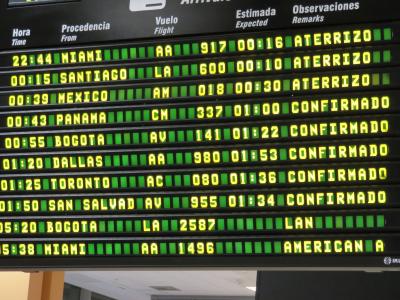 Hora Procedencia Vuelo Estimada Observaciones
Time From Flight Expected Remarks
22:44 MIAMI AA 917 00:16 ATERRIZO
00:15 SANTIAGO LA 600 00:10 ATERRIZO
00:39 MEXICO AM 018 00:30 ATERRIZO
00:43 PANAMA CM 337 01:00 CONFIRMADO
00:55 BOGOTA AV 141 01:22 CONFIRMADO
01:20 DALLAS AA 980 01:53 CONFIRMADO
01:25 TORONTO AC 080 01:36 CONFIRMADO
01:50 SAN SALVAD AV 955 01:34 CONFIRMADO
05:20 BOGOTA LA 2587 LAN
05:38 MIAMI AA 1496 AMERICAN A